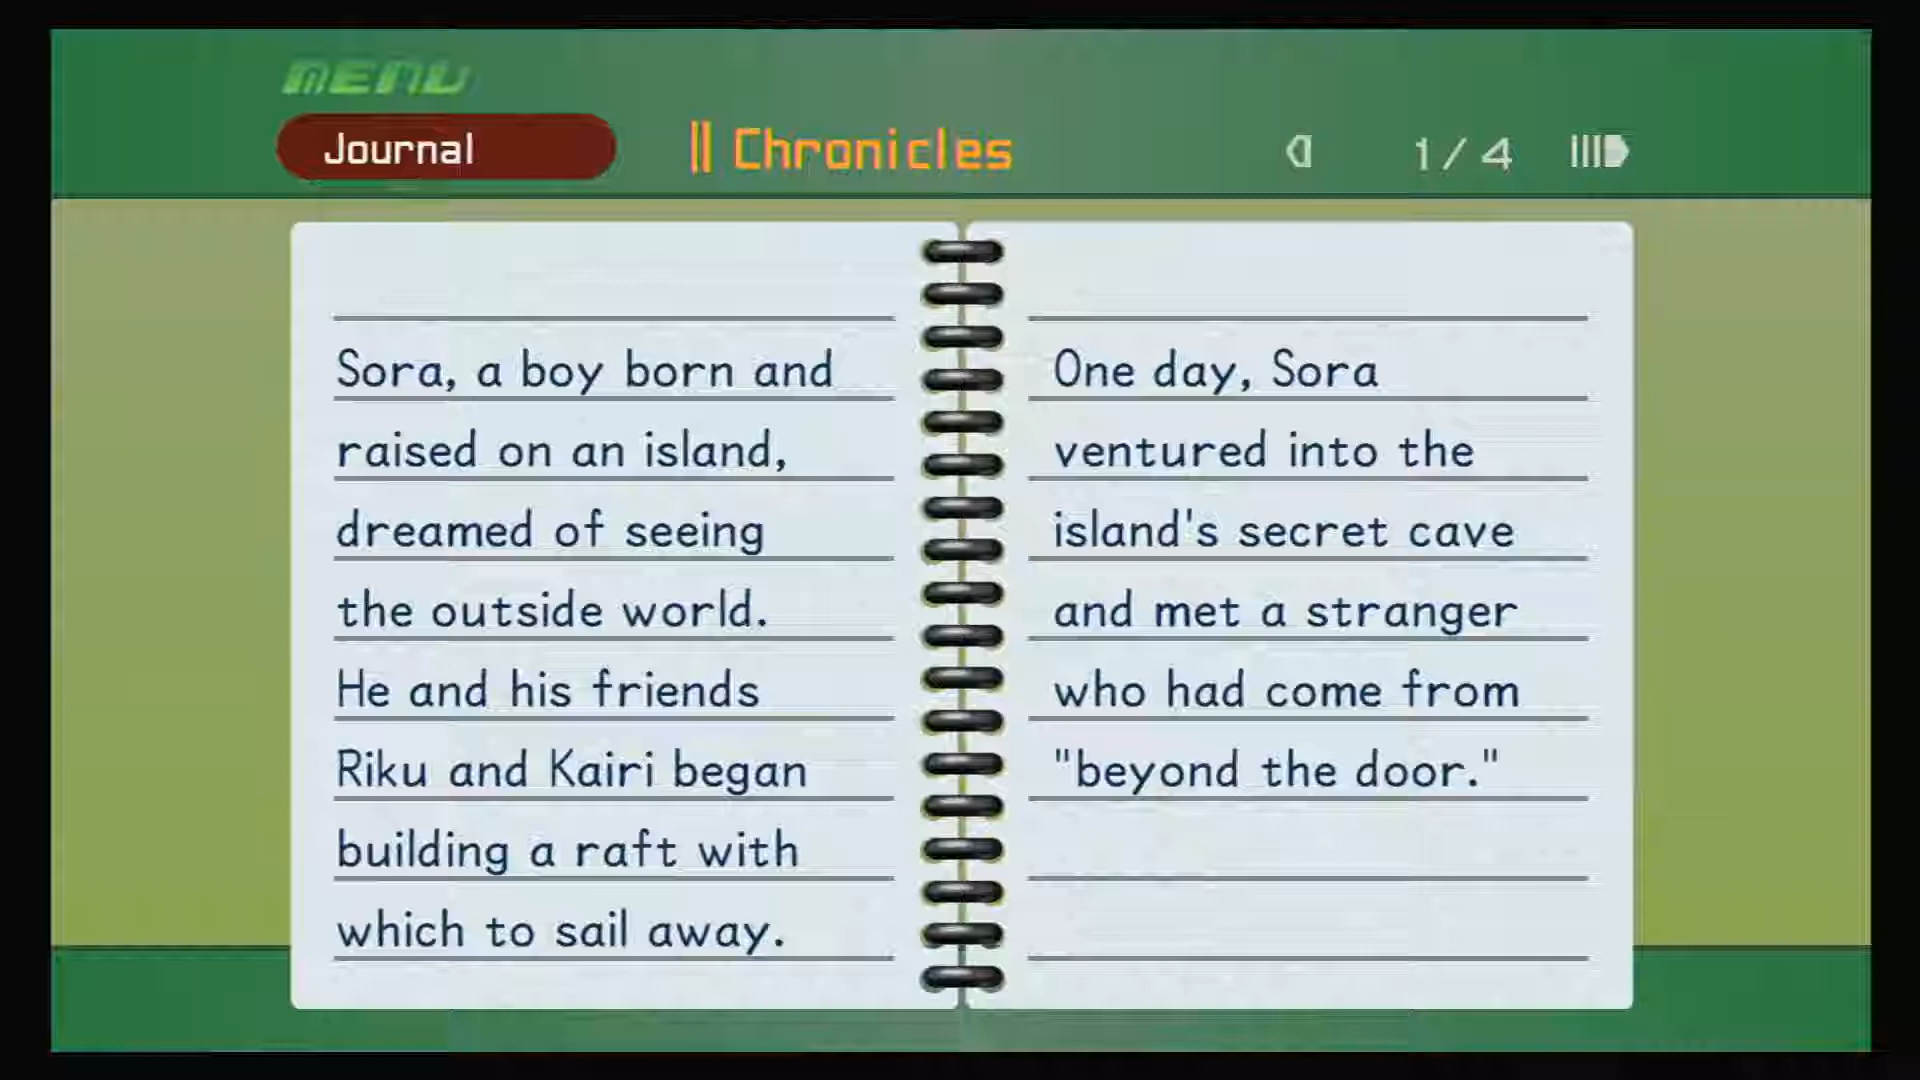 MENU
Journal
Chronicles
1/4
Sora, a boy born and
raised on an island,
dreamed of seeing
the outside world.
He and his friends
Riku and Kairi began
building a raft with
which to sail away.
One day, Sora
ventured into the
island's secret cave
and met a stranger
who had come from
"beyond the door."